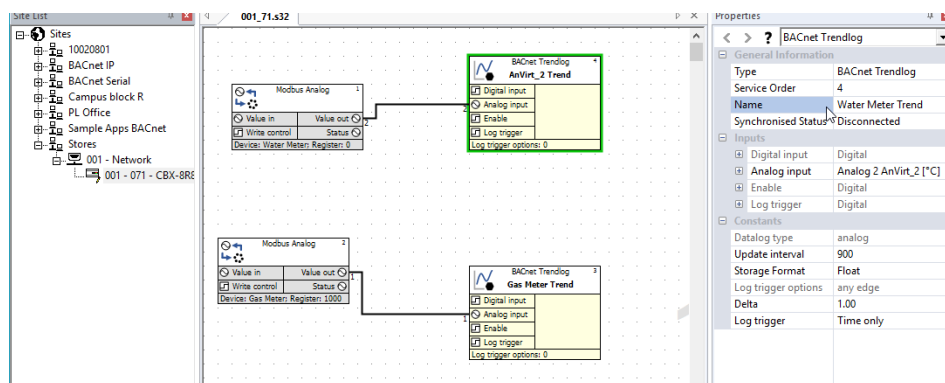 Site List
Sites
10020801
BACnet IP
BACnet Serial
Campus block R
PL Office
Sample Apps BACnet
Stores
001 - Network
001 - 071 - CBX-8R8
001_71.s32
Modbus Analog 1
Value in Value out
Write control Status
Device: Water Meter: Register: 0
2
BACnet Trendlog 4
AnVirt_2 Trend
Digital input
2 Analog input
Enable
Log trigger
Log trigger options: 0
Modbus Analog 2
Value in Value out
Write control Status
Device: Gas Meter: Register: 1000
1
BACnet Trendlog 3
Gas Meter Trend
Digital input
1 Analog input
Enable
Log trigger
Log trigger options: 0
Properties
< > ? BACnet Trendlog
General Information
Type BACnet Trendlog
Service Order 4
Name Water Meter Trend
Synchronised Status Disconnected
Inputs
Digital input Digital
Analog input Analog 2 AnVirt_2 [°C]
Enable Digital
Log trigger Digital
Constants
Datalog type analog
Update interval 900
Storage Format Float
Log trigger options any edge
Delta 1.00
Log trigger Time only